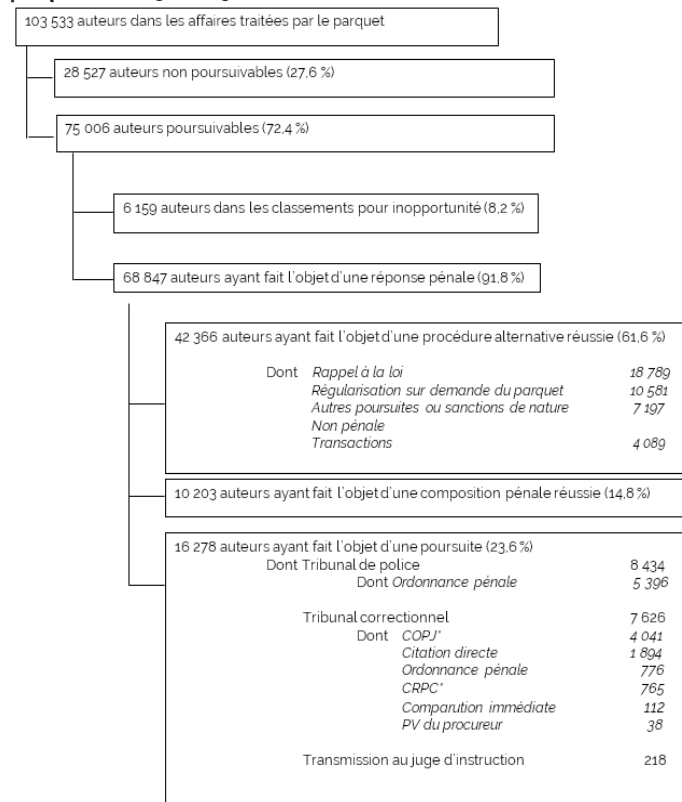 103 533 auteurs dans les affaires traitées par le parquet
28 527 auteurs non poursuivables (27,6 %)
75 006 auteurs poursuivables (72,4 %)
6 159 auteurs dans les classements pour inopportunité (8,2 %)
68 847 auteurs ayant fait l'objet d'une réponse pénale (91,8 %)
42 366 auteurs ayant fait l'objet d'une procédure alternative réussie (61,6 %)
Dont Rappel à la loi 18 789
Régularisation sur demande du parquet 10 581
Autres poursuites ou sanctions de nature 7 197
Non pénale
Transactions 4 089
10 203 auteurs ayant fait l'objet d'une composition pénale réussie (14,8 %)
16 278 auteurs ayant fait l'objet d'une poursuite (23,6 %)
Dont Tribunal de police 8 434
Dont Ordonnance pénale 5 396
Tribunal correctionnel 7 626
Dont COPJ* 4 041
Citation directe 1 894
Ordonnance pénale 776
CRPC* 765
Comparution immédiate 112
PV du procureur 38
Transmission au juge d'instruction 218